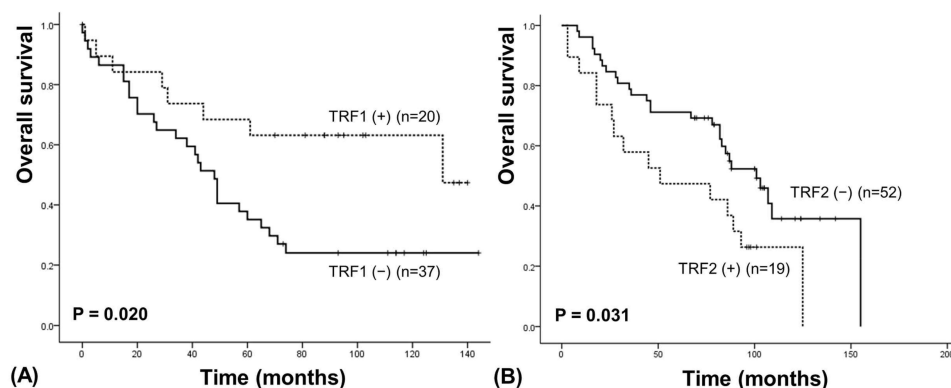 Overall survival
1.0
0.8
0.6
0.4
0.2
0.0
TRF1 (+) (n=20)
TRF1 (−) (n=37)
P = 0.020
0 20 40 60 80 100 120 140
(A) Time (months)
Overall survival
1.0
0.8
0.6
0.4
0.2
0.0
TRF2 (−) (n=52)
TRF2 (+) (n=19)
P = 0.031
0 50 100 150 200
(B) Time (months)